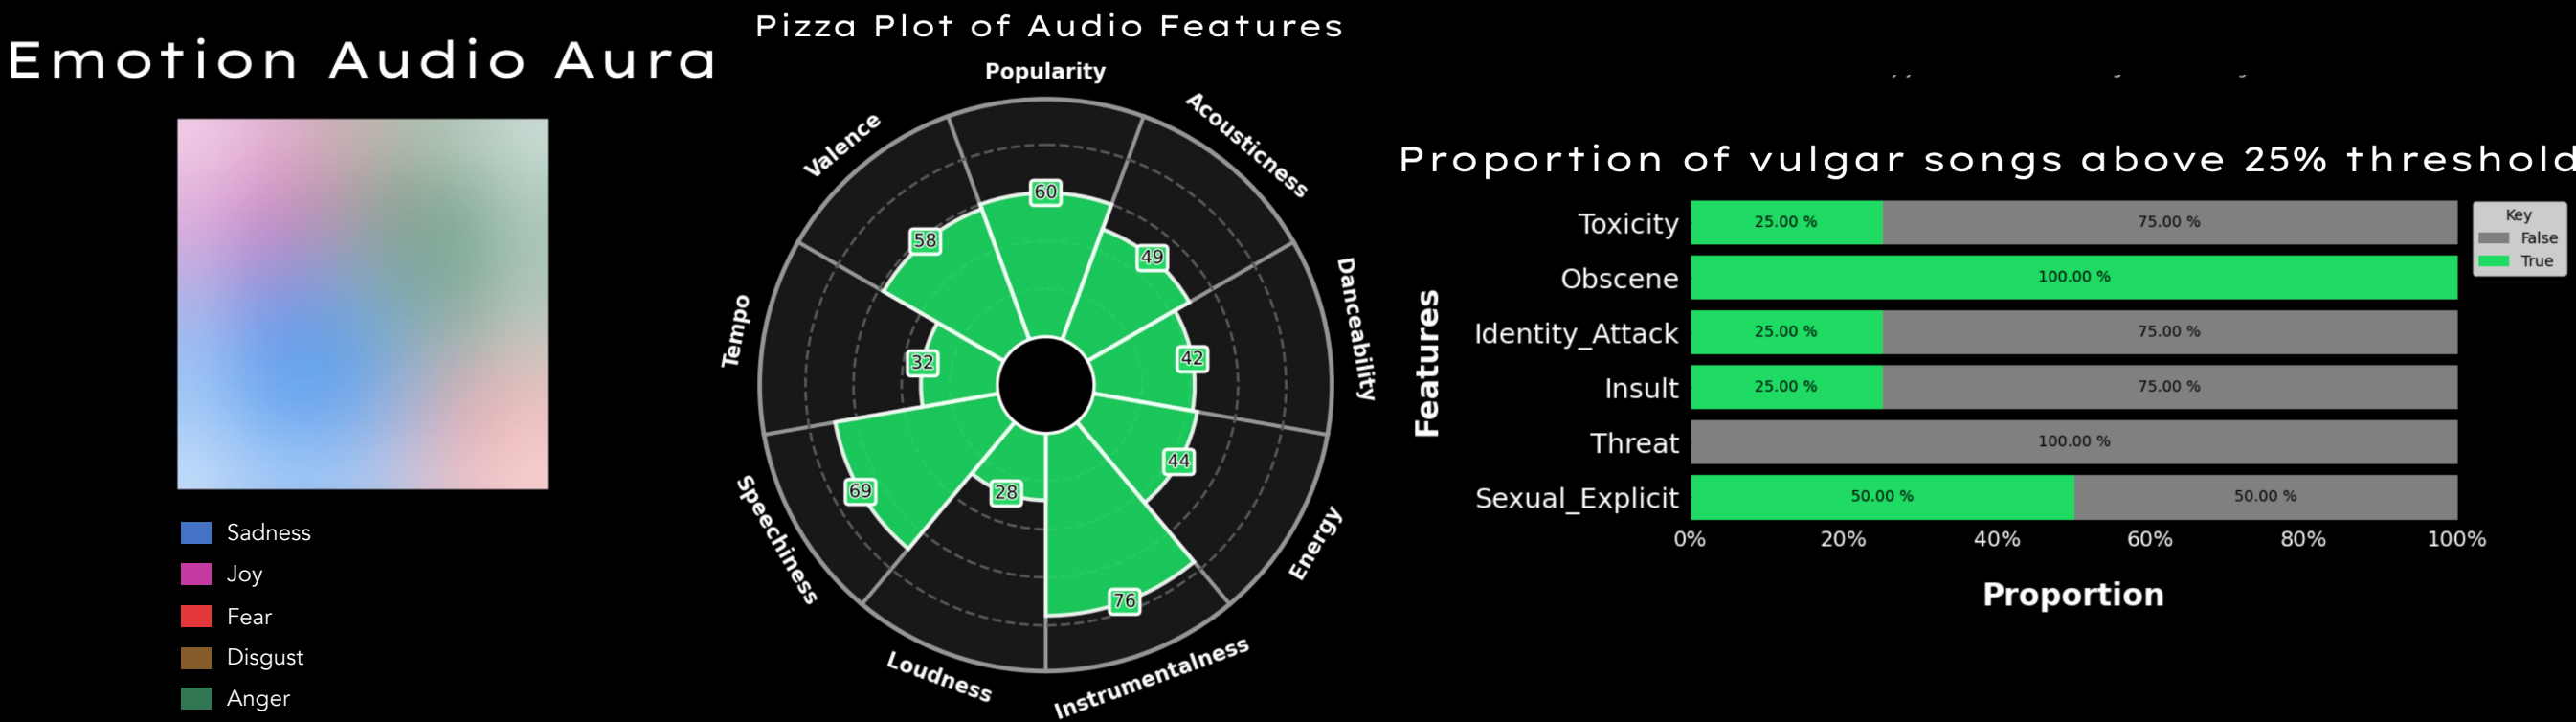 Emotion Audio Aura
Sadness
Joy
Fear
Disgust
Anger
Pizza Plot of Audio Features
Popularity
Acousticness
Danceability
Energy
Instrumentalness
Loudness
Speechiness
Tempo
Valence
60
49
42
44
76
28
69
32
58
Proportion of vulgar songs above 25% threshold
Features
Toxicity 25.00 % 75.00 %
Obscene 100.00 %
Identity_Attack 25.00 % 75.00 %
Insult 25.00 % 75.00 %
Threat 100.00 %
Sexual_Explicit 50.00 % 50.00 %
0% 20% 40% 60% 80% 100%
Proportion
Key
False
True